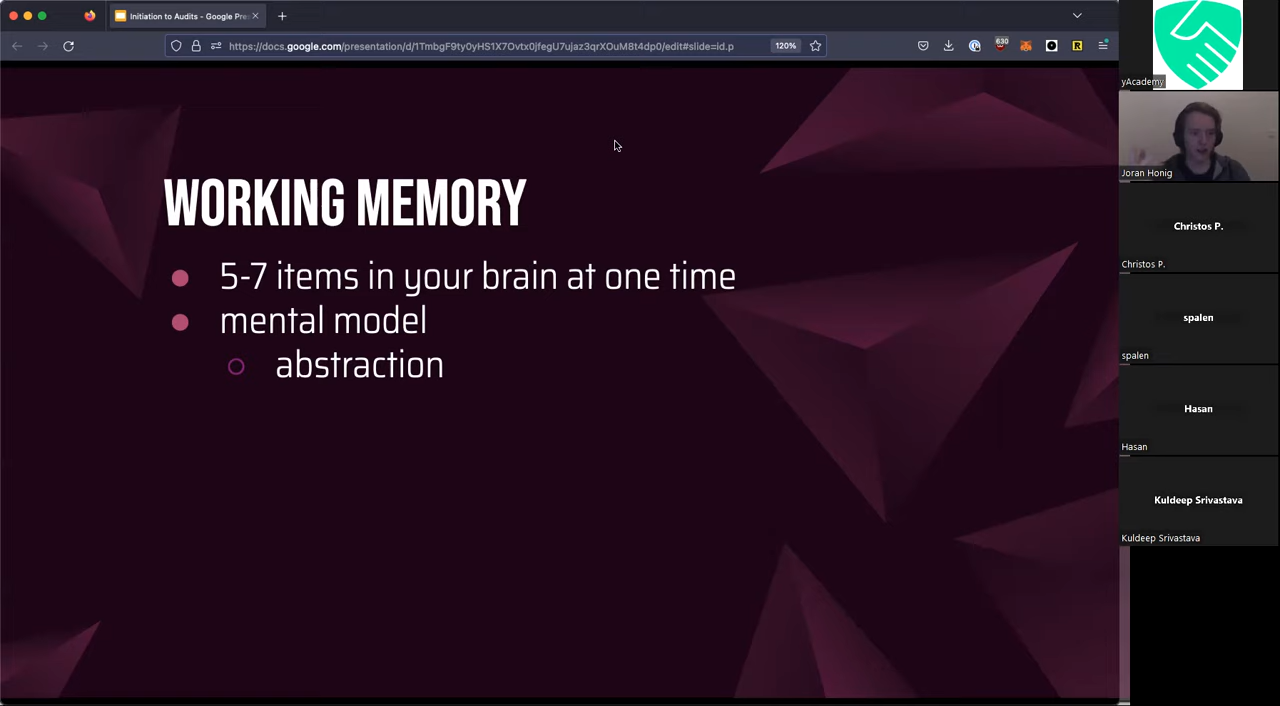 Initiation to Audits - Google Pre
https://docs.google.com/presentation/d/1TmbgF9ty0yHS1X7Ovtx0jfegU7ujaz3qrXOuM8t4dp0/edit#slide=id.p
120%
630
WORKING MEMORY
5-7 items in your brain at one time
mental model
abstraction
yAcademy
Joran Honig
Christos P.
Christos P.
spalen
spalen
Hasan
Hasan
Kuldeep Srivastava
Kuldeep Srivastava